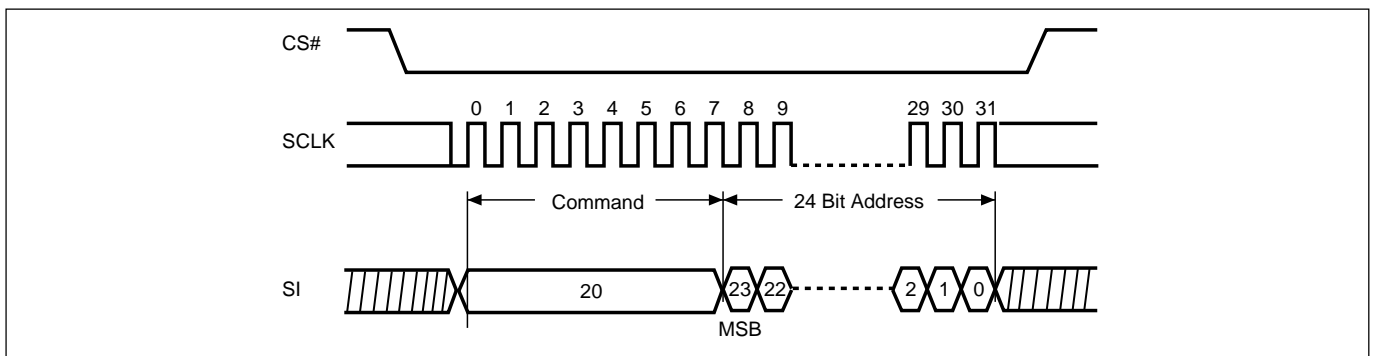 CS#
0 1 2 3 4 5 6 7 8 9 29 30 31
SCLK
Command 24 Bit Address
SI 20 23 22 2 1 0
MSB